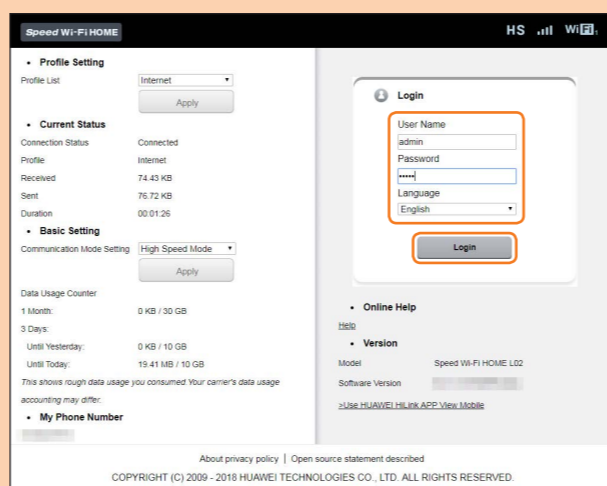 Speed Wi-Fi HOME
HS WiFi 1
• Profile Setting
Profile List Internet
Apply
• Current Status
Connection Status Connected
Profile Internet
Received 74.43 KB
Sent 76.72 KB
Duration 00:01:26
• Basic Setting
Communication Mode Setting High Speed Mode
Apply
Data Usage Counter
1 Month: 0 KB / 30 GB
3 Days:
Until Yesterday: 0 KB / 10 GB
Until Today: 19.41 MB / 10 GB
This shows rough data usage you consumed Your carrier's data usage
accounting may differ.
• My Phone Number
Login
User Name
admin
Password
•••••
Language
English
Login
• Online Help
Help
• Version
Model Speed Wi-Fi HOME L02
Software Version
>Use HUAWEI HiLink APP View Mobile
About privacy policy | Open source statement described
COPYRIGHT (C) 2009 - 2018 HUAWEI TECHNOLOGIES CO., LTD. ALL RIGHTS RESERVED.